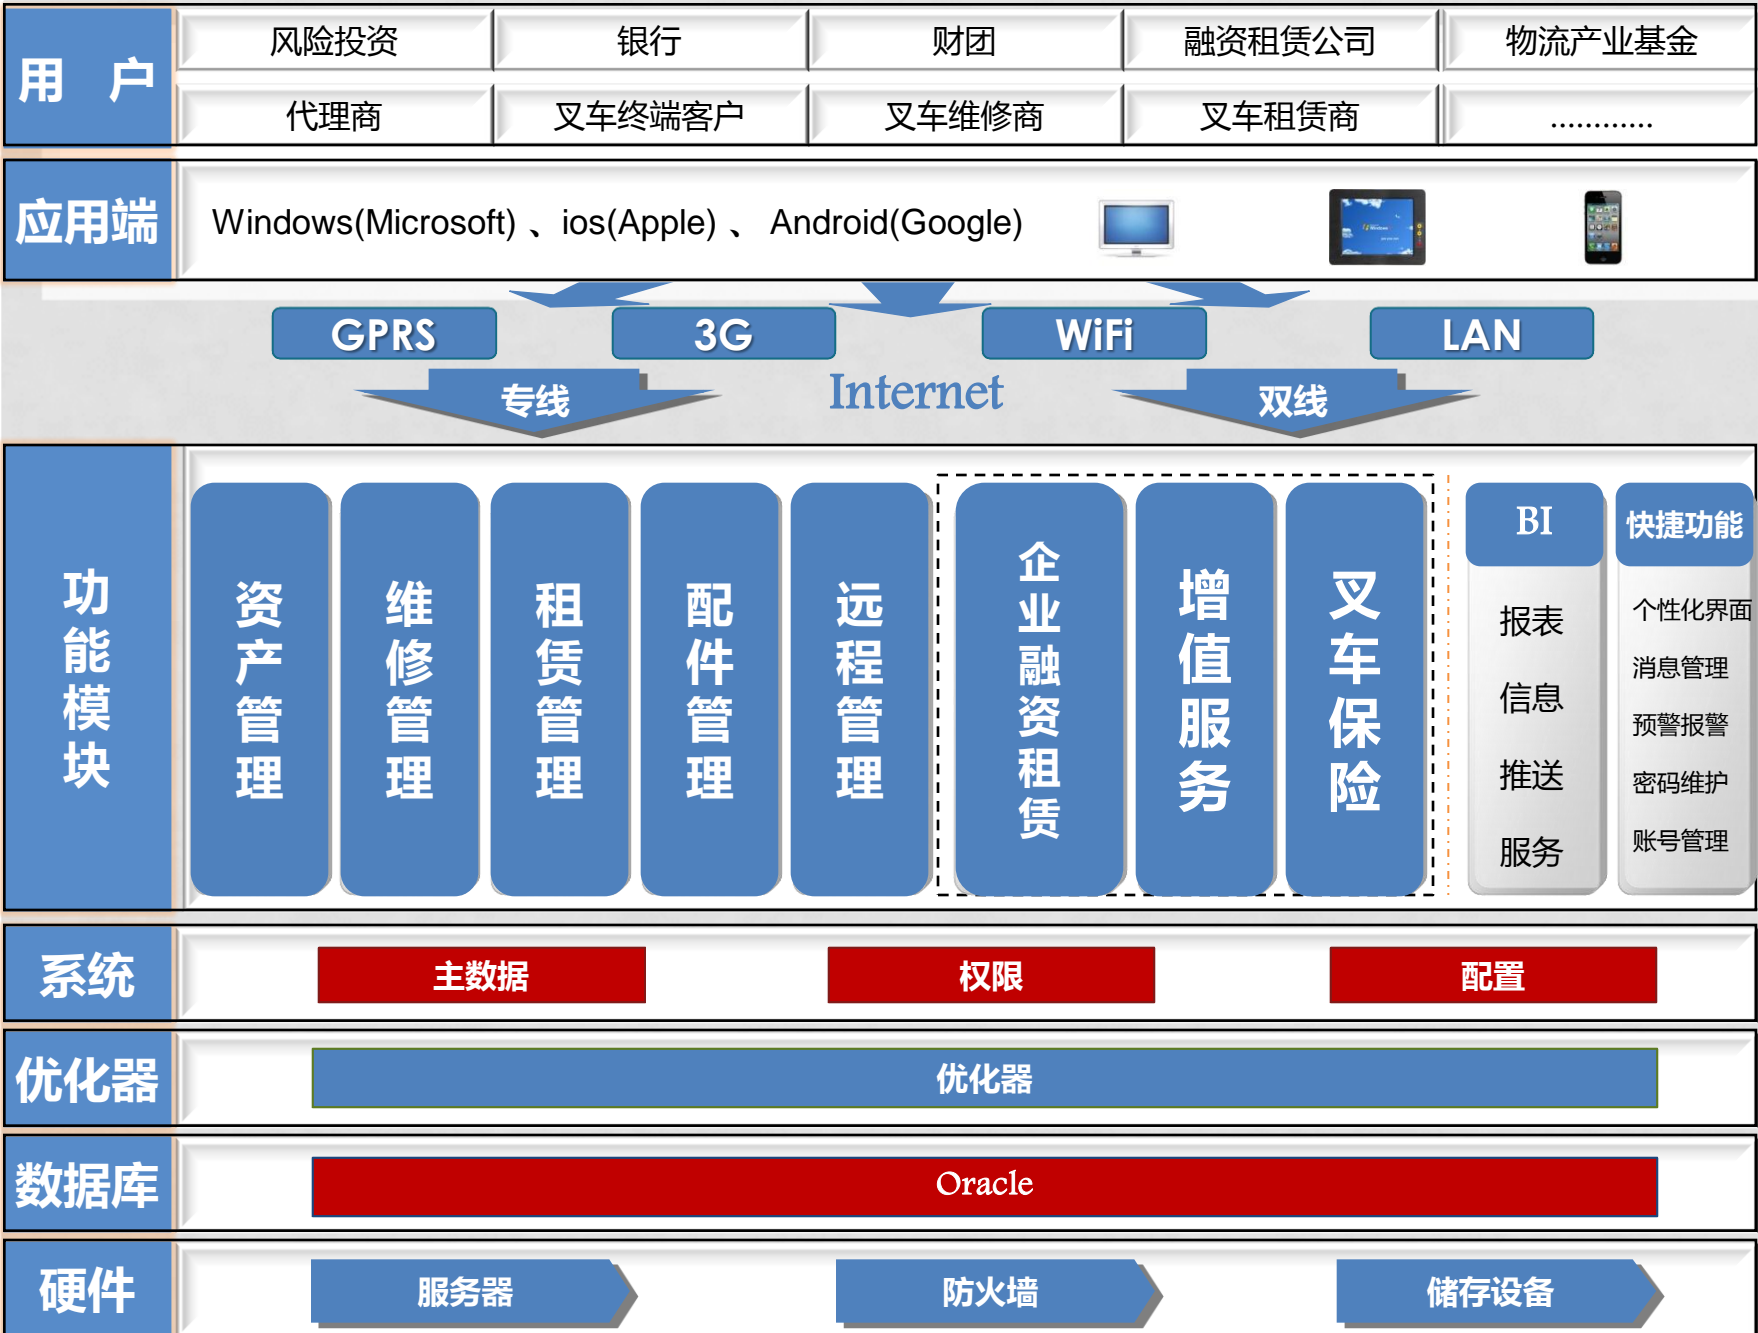 用 户
风险投资
银行
财团
融资租赁公司
物流产业基金
代理商
叉车终端客户
叉车维修商
叉车租赁商
............
应用端
Windows(Microsoft) 、ios(Apple) 、 Android(Google)
GPRS
3G
WiFi
LAN
专线
Internet
双线
功能模块
资产管理
维修管理
租赁管理
配件管理
远程管理
企业融资租赁
增值服务
叉车保险
BI
报表
信息
推送
服务
快捷功能
个性化界面
消息管理
预警报警
密码维护
账号管理
系统
主数据
权限
配置
优化器
优化器
数据库
Oracle
硬件
服务器
防火墙
储存设备